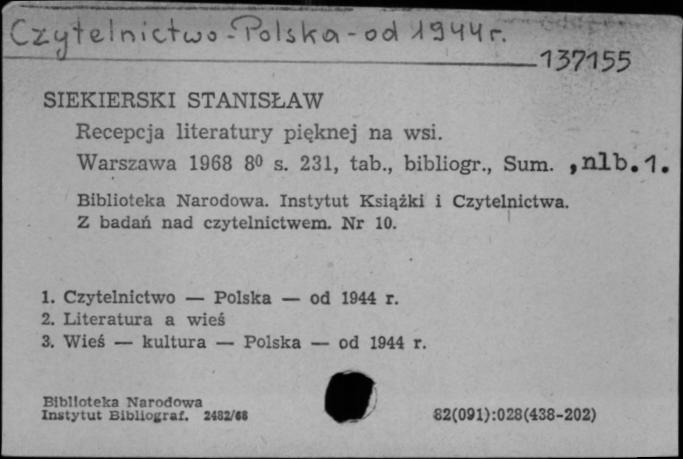 Czytelnictwo-Polska-od 1944r.
137155
SIEKIERSKI STANISŁAW
Recepcja literatury pięknej na wsi.
Warszawa 1968 8⁰ s. 231, tab., bibliogr., Sum. ,nlb.1.
Biblioteka Narodowa. Instytut Książki i Czytelnictwa.
Z badań nad czytelnictwem. Nr 10.
1. Czytelnictwo — Polska — od 1944 r.
2. Literatura a wieś
3. Wieś — kultura — Polska — od 1944 r.
Biblioteka Narodowa
Instytut Bibliograf. 2482/68
82(091):028(438-202)